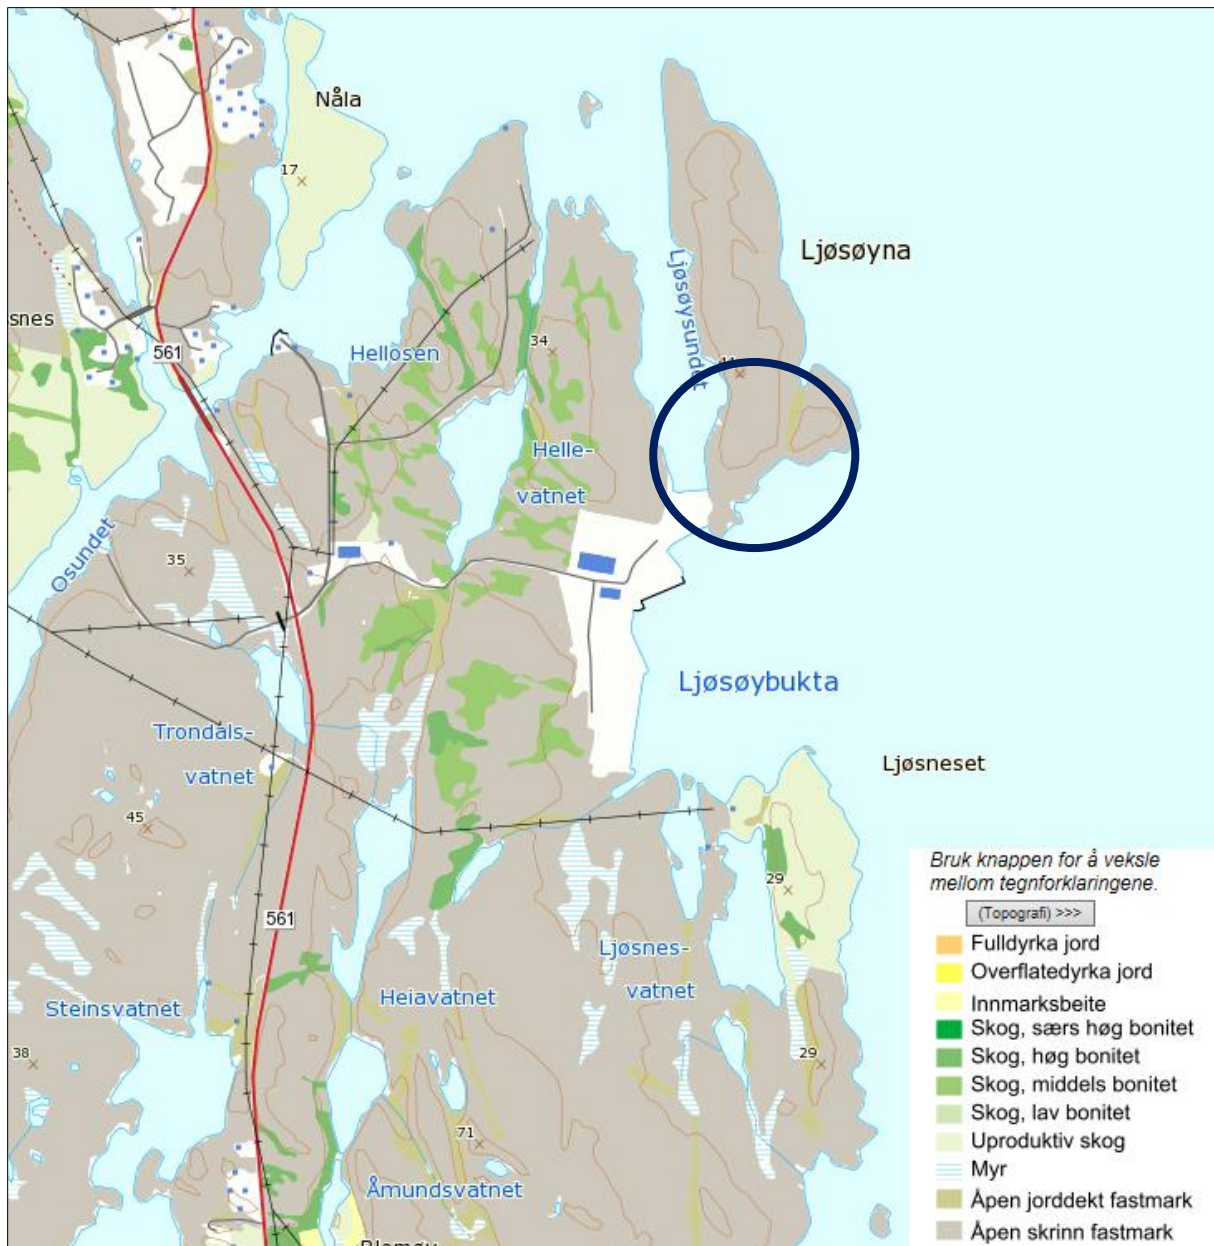 Nåla
17
Ljøsøyna
Ljøsøysundet
snes
561
Hellosen
34
44
Helle-
vatnet
Osundet
35
Ljøsøybukta
Trondals-
vatnet
Ljøsneset
45
29
561
Ljøsnes-
vatnet
Steinsvatnet
Heiavatnet
38
29
71
Åmundsvatnet
Blomøy
Bruk knappen for å veksle
mellom tegnforklaringene.
(Topografi) >>>
Fulldyrka jord
Overflatedyrka jord
Innmarksbeite
Skog, særs høg bonitet
Skog, høg bonitet
Skog, middels bonitet
Skog, lav bonitet
Uproduktiv skog
Myr
Åpen jorddekt fastmark
Åpen skrinn fastmark